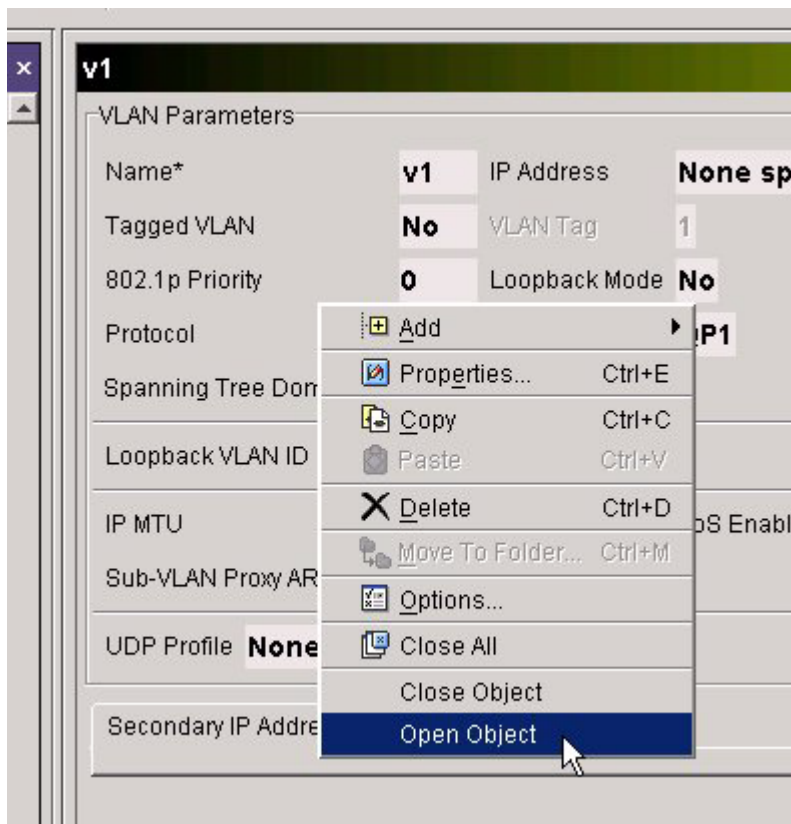 v1
VLAN Parameters
Name* v1 IP Address None sp
Tagged VLAN No VLAN Tag 1
802.1p Priority 0 Loopback Mode No
Protocol P1
Spanning Tree Dom
Loopback VLAN ID
IP MTU oS Enabl
Sub-VLAN Proxy AR
UDP Profile None
Secondary IP Addre
Add
Properties... Ctrl+E
Copy Ctrl+C
Paste Ctrl+V
Delete Ctrl+D
Move To Folder... Ctrl+M
Options...
Close All
Close Object
Open Object